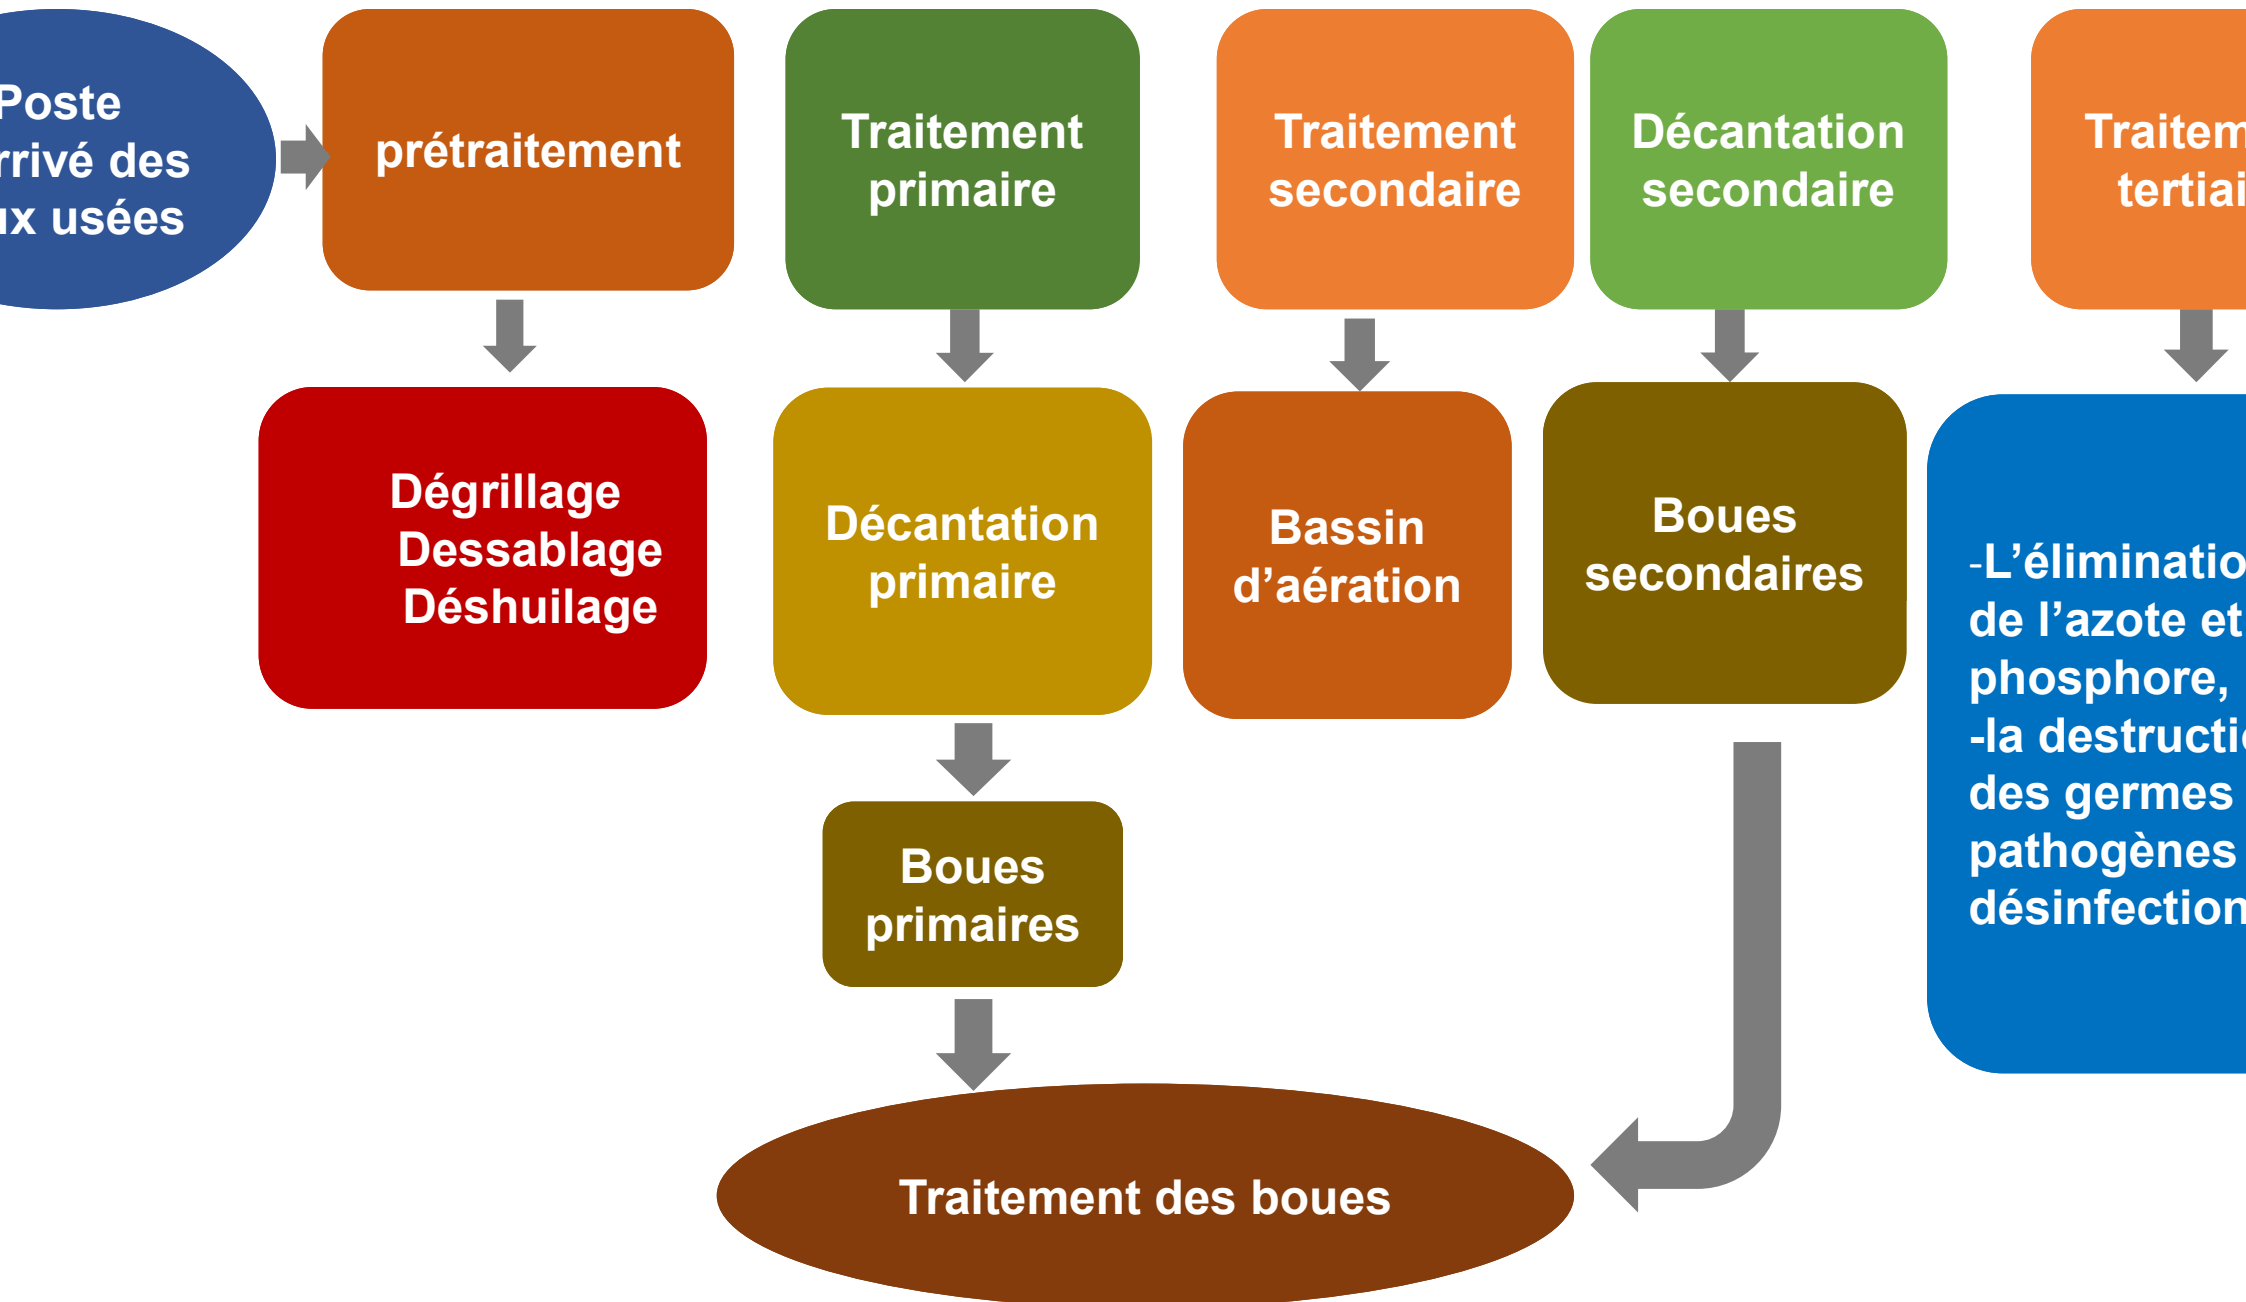 Poste
rrivé des
ux usées
prétraitement
Traitement
primaire
Traitement
secondaire
Décantation
secondaire
Traitem
tertiai
Dégrillage
Dessablage
Déshuilage
Décantation
primaire
Bassin
d’aération
Boues
secondaires
-L’éliminatio
de l’azote et
phosphore,
-la destructi
des germes
pathogènes
désinfection
Boues
primaires
Traitement des boues